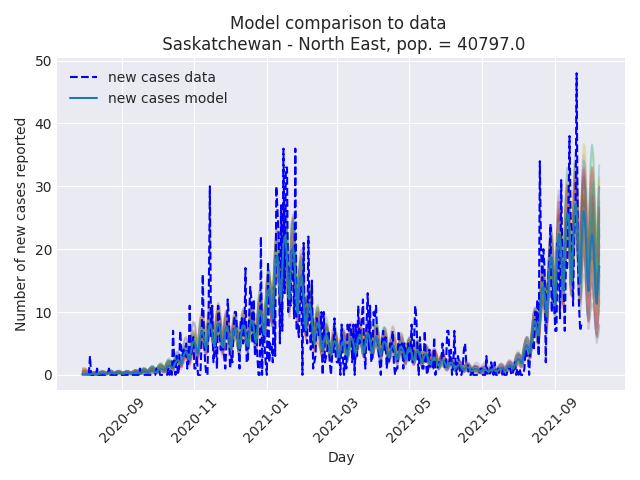 Model comparison to data
Saskatchewan - North East, pop. = 40797.0
new cases data
new cases model
Number of new cases reported
50
40
30
20
10
0
2020-09
2020-11
2021-01
2021-03
2021-05
2021-07
2021-09
Day